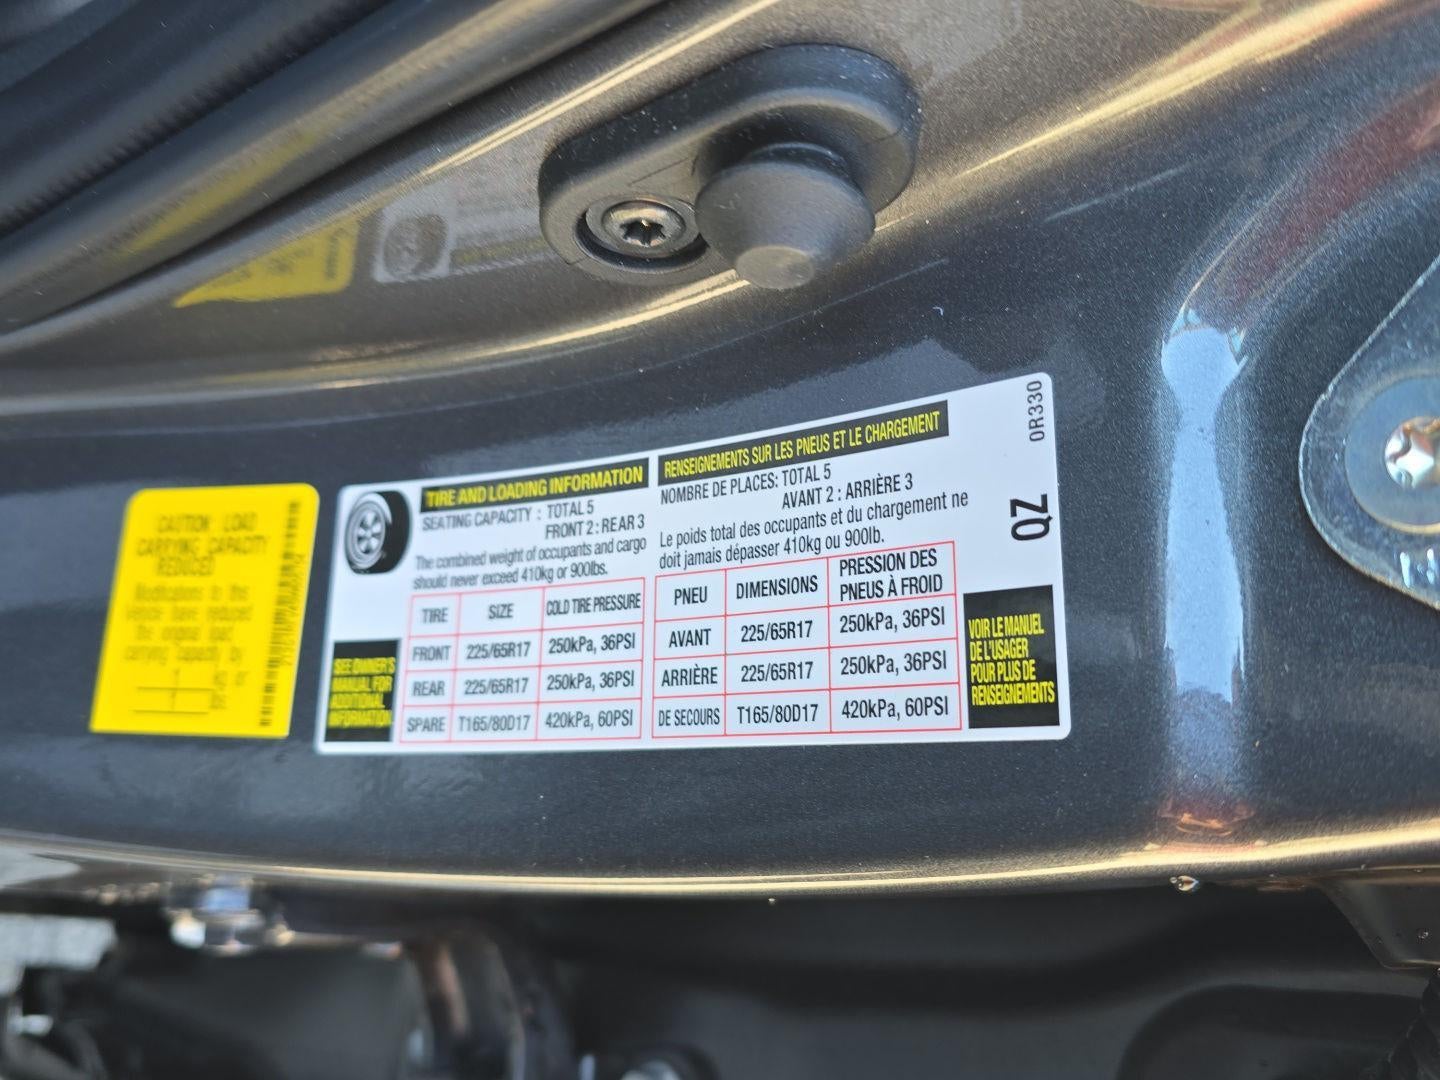 CAUTION: LOAD
CARRYING CAPACITY
REDUCED
Modifications to this
vehicle have reduced
the original load
carrying capacity by
1 KG or
1 LBS
TIRE AND LOADING INFORMATION
SEATING CAPACITY : TOTAL 5
FRONT 2 : REAR 3
The combined weight of occupants and cargo
should never exceed 410kg or 900lbs.
TIRE SIZE COLD TIRE PRESSURE
FRONT 225/65R17 250kPa, 36PSI
REAR 225/65R17 250kPa, 36PSI
SPARE T165/80D17 420kPa, 60PSI
SEE OWNER'S
MANUAL FOR
ADDITIONAL
INFORMATION
RENSEIGNEMENTS SUR LES PNEUS ET LE CHARGEMENT
NOMBRE DE PLACES: TOTAL 5
AVANT 2 : ARRIÈRE 3
Le poids total des occupants et du chargement ne
doit jamais dépasser 410kg ou 900lb.
PNEU DIMENSIONS PRESSION DES
PNEUS À FROID
AVANT 225/65R17 250kPa, 36PSI
ARRIÈRE 225/65R17 250kPa, 36PSI
DE SECOURS T165/80D17 420kPa, 60PSI
VOIR LE MANUEL
DE L'USAGER
POUR PLUS DE
RENSEIGNEMENTS
0R330
QZ